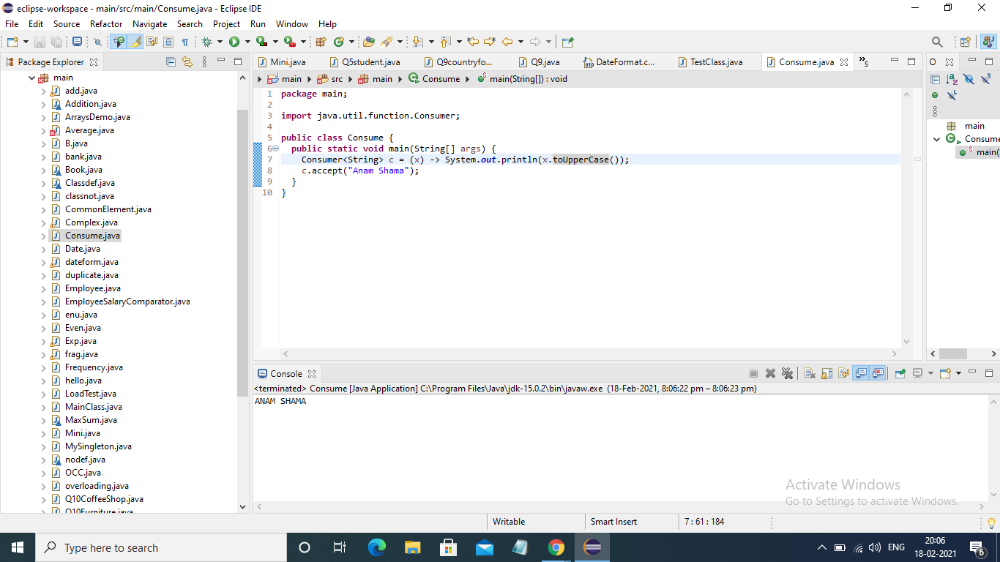 eclipse-workspace - main/src/main/Consume.java - Eclipse IDE
File Edit Source Refactor Navigate Search Project Run Window Help
Package Explorer
main
add.java
Addition.java
ArraysDemo.java
Average.java
B.java
bank.java
Book.java
Classdef.java
classnot.java
CommonElement.java
Complex.java
Consume.java
Date.java
dateform.java
duplicate.java
Employee.java
EmployeeSalaryComparator.java
enu.java
Even.java
Exp.java
frag.java
Frequency.java
hello.java
LoadTest.java
MainClass.java
MaxSum.java
Mini.java
MySingleton.java
nodef.java
OCC.java
overloading.java
Q10CoffeeShop.java
Q10Furniture.java
Mini.java Q5student.java Q9countryfo... Q9.java DateFormat.c... TestClass.java Consume.java »5
main src main Consume main(String[]) : void
1 package main;
2
3 import java.util.function.Consumer;
4
5 public class Consume {
6 public static void main(String[] args) {
7 Consumer<String> c = (x) -> System.out.println(x.toUpperCase());
8 c.accept("Anam Shama");
9 }
10 }
O
main
Consume
main(
Console
<terminated> Consume [Java Application] C:\Program Files\Java\jdk-15.0.2\bin\javaw.exe (18-Feb-2021, 8:06:22 pm – 8:06:23 pm)
ANAM SHAMA
Activate Windows
Go to Settings to activate Windows.
Writable Smart Insert 7 : 61 : 184
Type here to search
ENG
20:06
18-02-2021
6